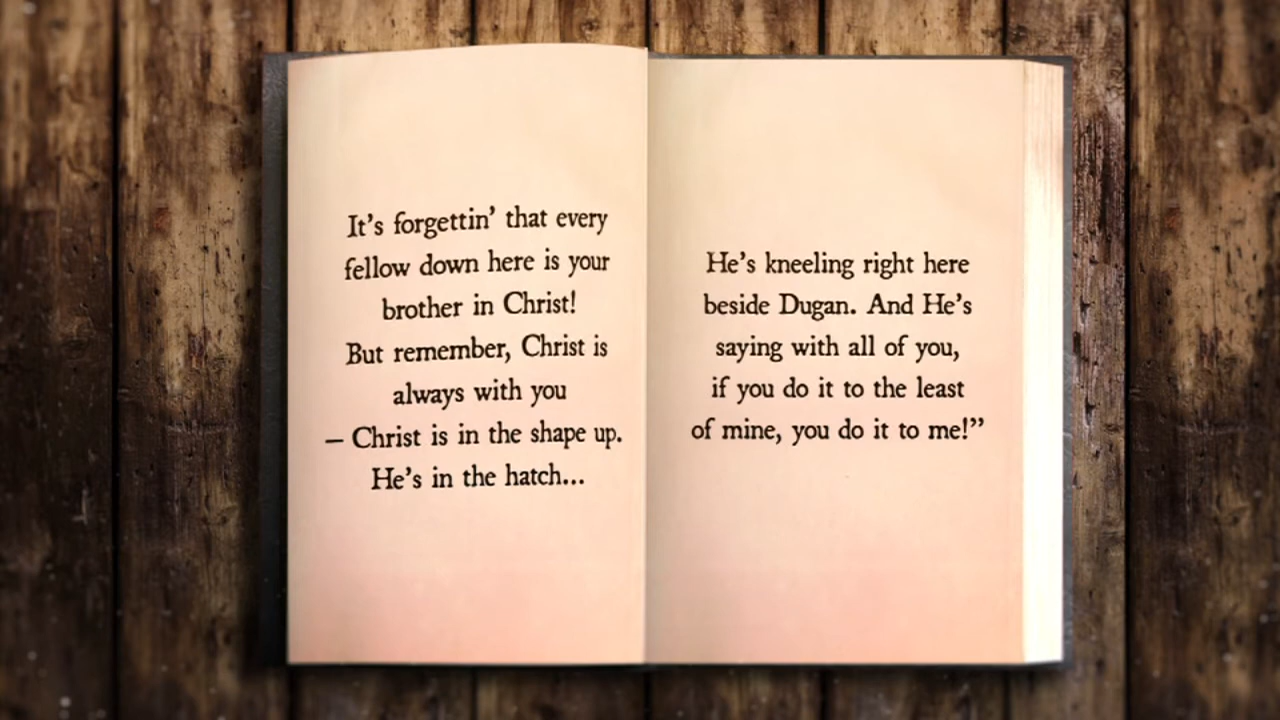 It’s forgettin’ that every
fellow down here is your
brother in Christ!
But remember, Christ is
always with you
– Christ is in the shape up.
He’s in the hatch...
He’s kneeling right here
beside Dugan. And He’s
saying with all of you,
if you do it to the least
of mine, you do it to me!”